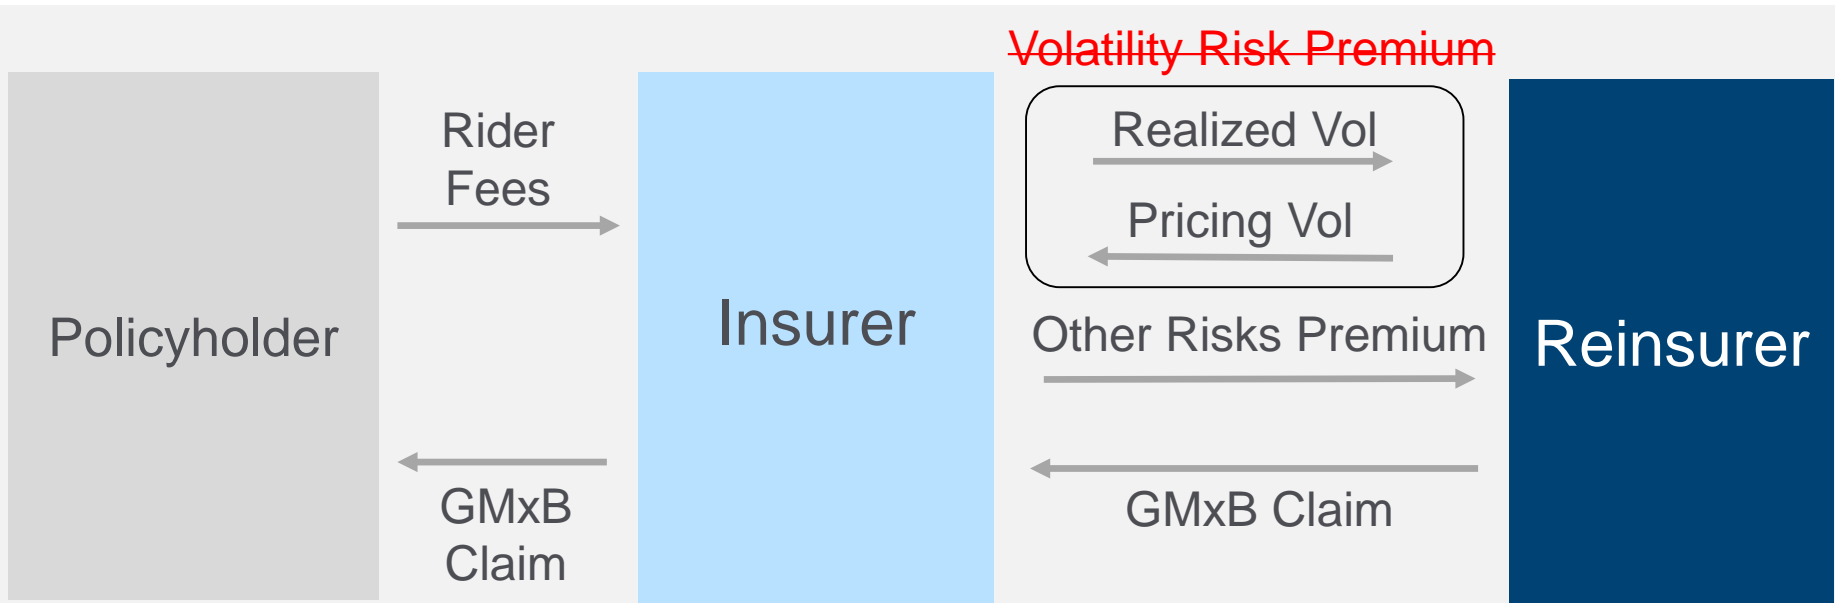 Volatility Risk Premium
Policyholder
Rider
Fees
GMxB
Claim
Insurer
Realized Vol
Pricing Vol
Other Risks Premium
GMxB Claim
Reinsurer